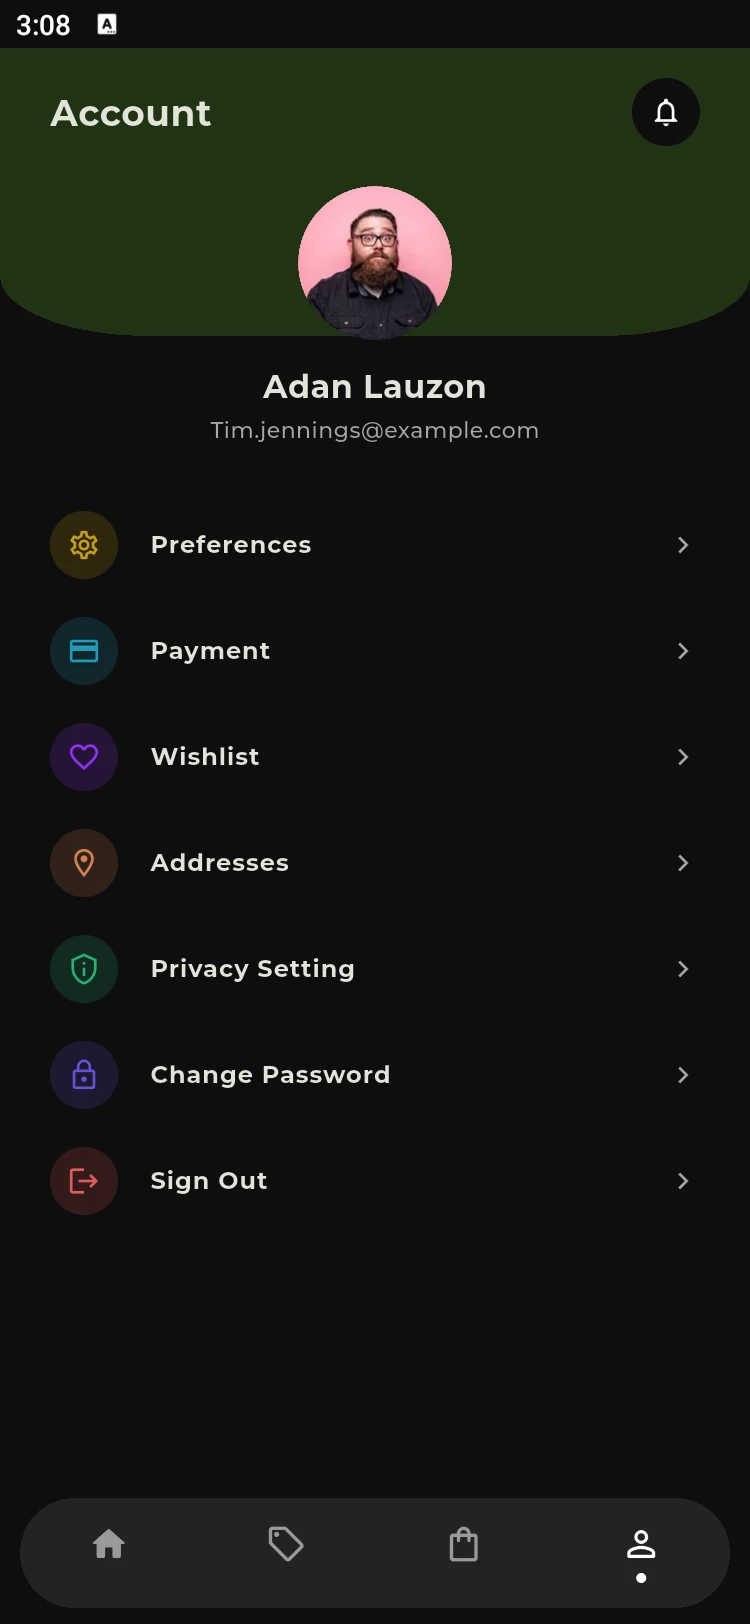 3:08
A
Account
Adan Lauzon
Tim.jennings@example.com
Preferences
Payment
Wishlist
Addresses
Privacy Setting
Change Password
Sign Out